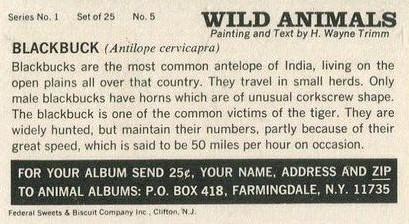 Series No. 1 Set of 25 No. 5
WILD ANIMALS
Painting and Text by H. Wayne Trimm
BLACKBUCK (Antilope cervicapra)
Blackbucks are the most common antelope of India, living on the
open plains all over that country. They travel in small herds. Only
male blackbucks have horns which are of unusual corkscrew shape.
The blackbuck is one of the common victims of the tiger. They are
widely hunted, but maintain their numbers, partly because of their
great speed, which is said to be 50 miles per hour on occasion.
FOR YOUR ALBUM SEND 25¢, YOUR NAME, ADDRESS AND ZIP
TO ANIMAL ALBUMS: P.O. BOX 418, FARMINGDALE, N.Y. 11735
Federal Sweets & Biscuit Company Inc., Clifton, N.J.